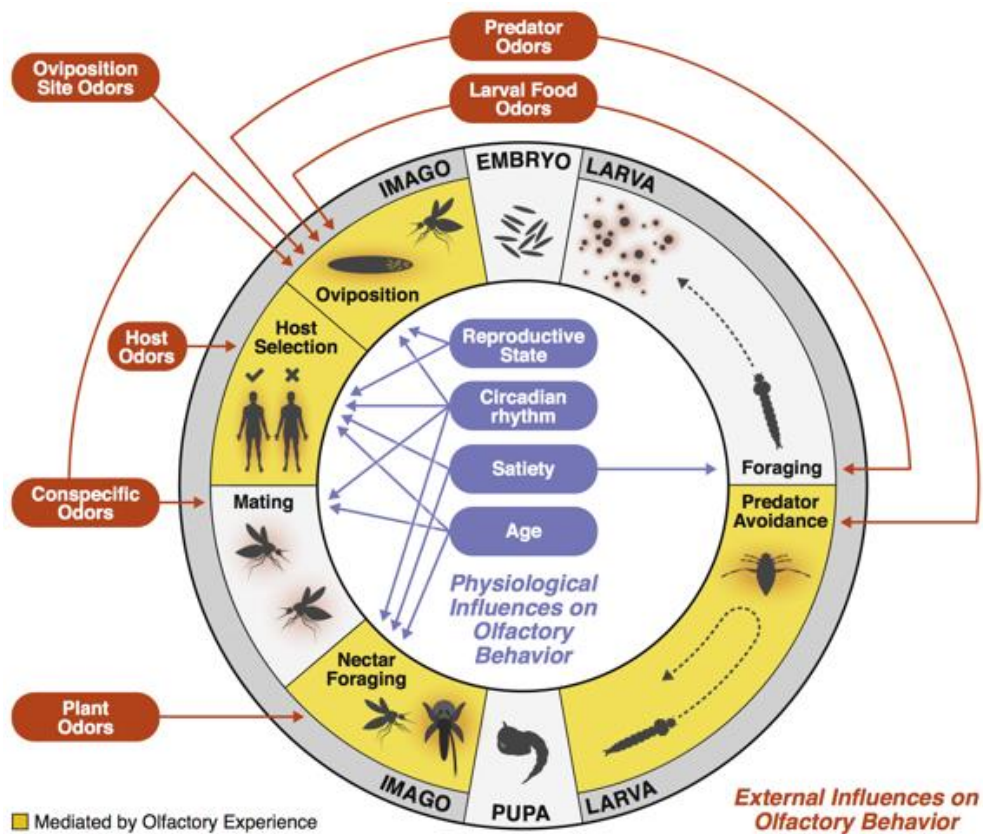 Predator
Odors
Oviposition
Site Odors
Larval Food
Odors
IMAGO
EMBRYO
LARVA
Oviposition
Host
Odors
Host
Selection
Reproductive
State
Circadian
rhythm
Satiety
Age
Foraging
Conspecific
Odors
Mating
Predator
Avoidance
Physiological
Influences on
Olfactory
Behavior
Nectar
Foraging
Plant
Odors
IMAGO
PUPA
LARVA
Mediated by Olfactory Experience
External Influences on
Olfactory Behavior